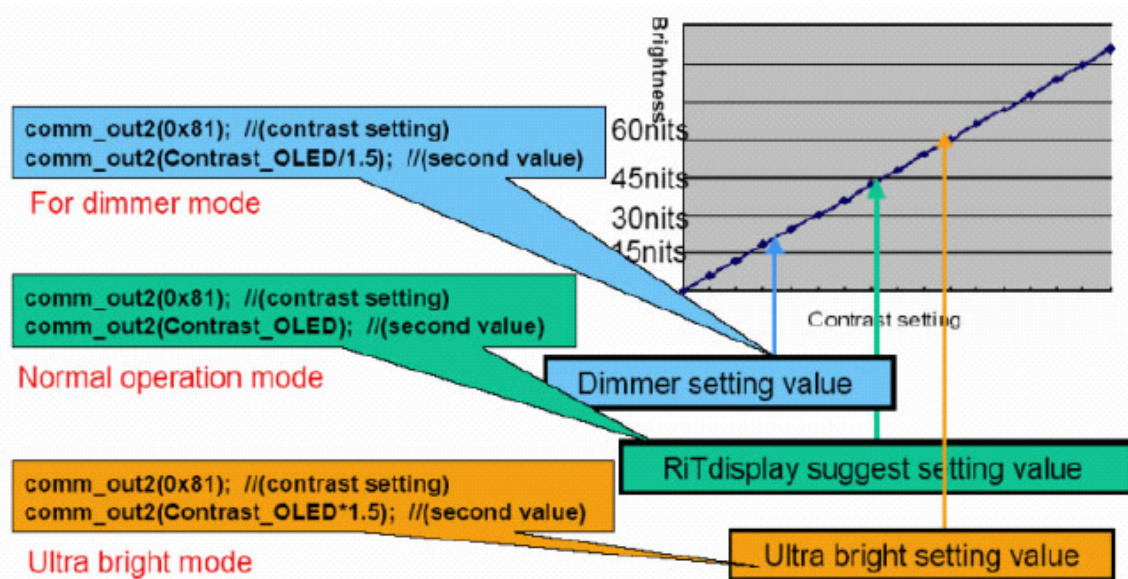 Brightness
60nits
45nits
30nits
15nits
Contrast setting
comm_out2(0x81); //(contrast setting)
comm_out2(Contrast_OLED/1.5); //(second value)
For dimmer mode
comm_out2(0x81); //(contrast setting)
comm_out2(Contrast_OLED); //(second value)
Normal operation mode
comm_out2(0x81); //(contrast setting)
comm_out2(Contrast_OLED*1.5); //(second value)
Ultra bright mode
Dimmer setting value
RiTdisplay suggest setting value
Ultra bright setting value